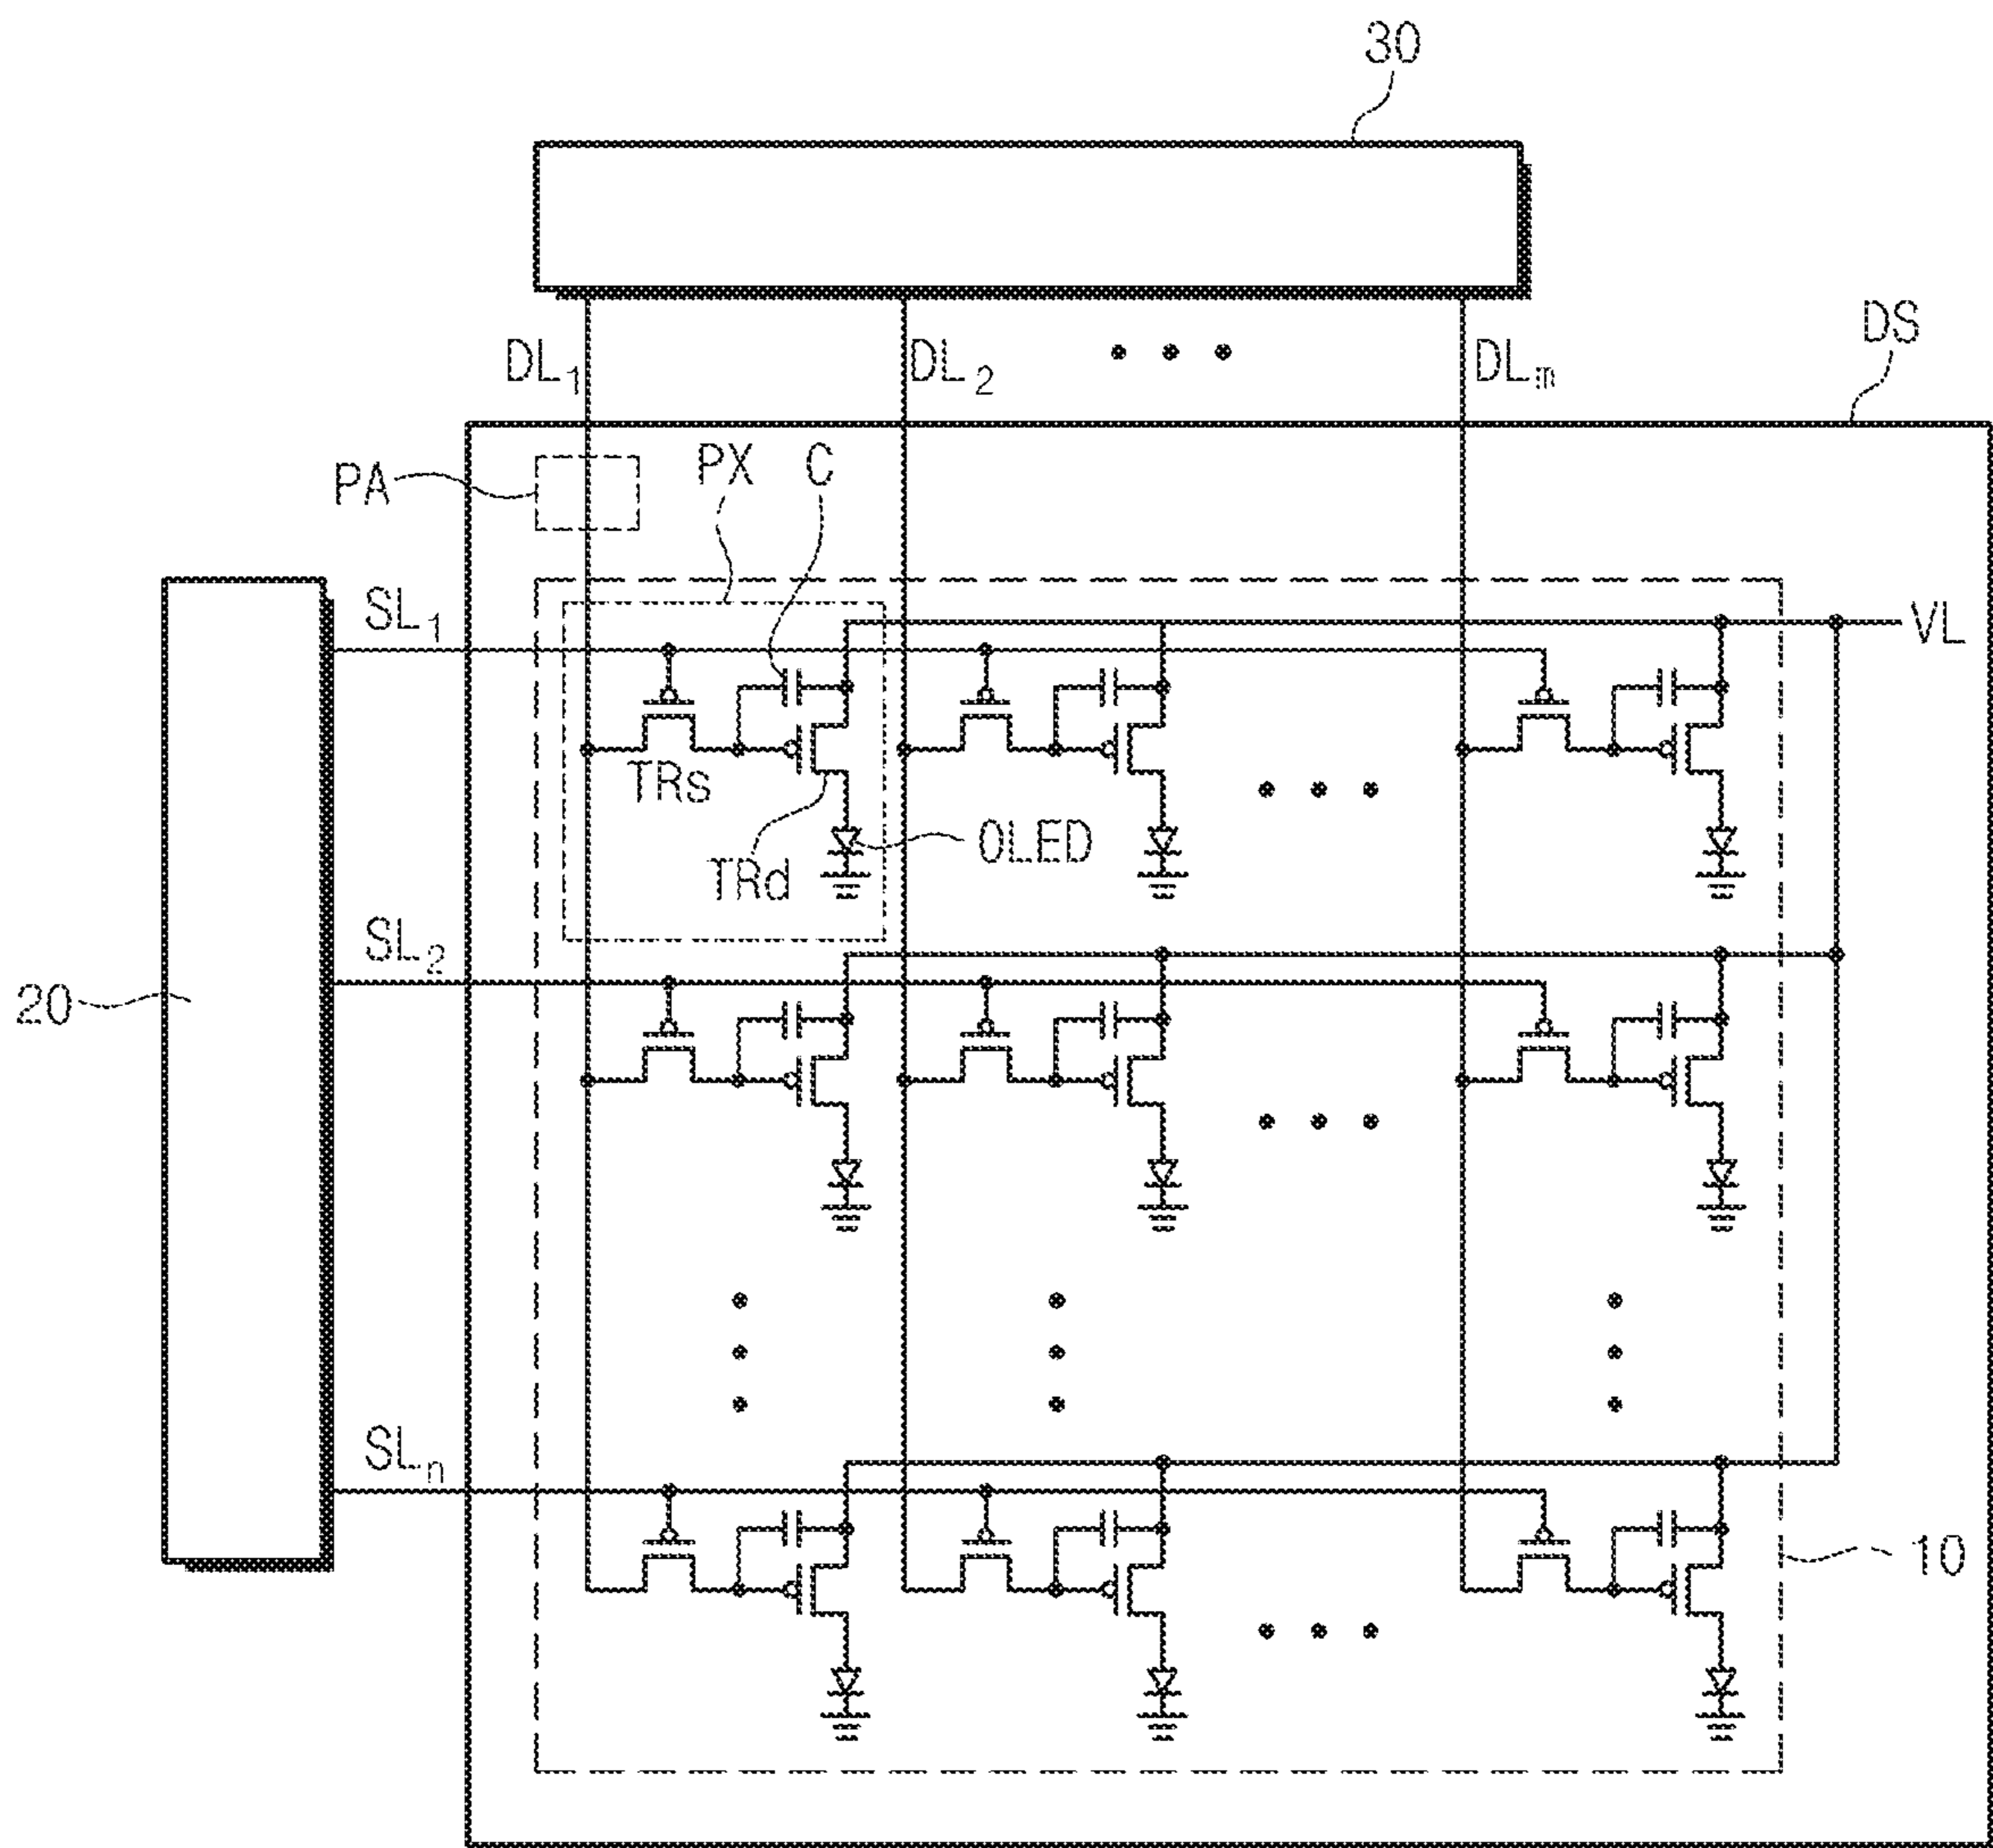 30
DS
DL₁
DL₂
DLₘ
PA
PX
C
SL₁
VL
TRs
OLED
TRd
SL₂
20
SLₙ
10